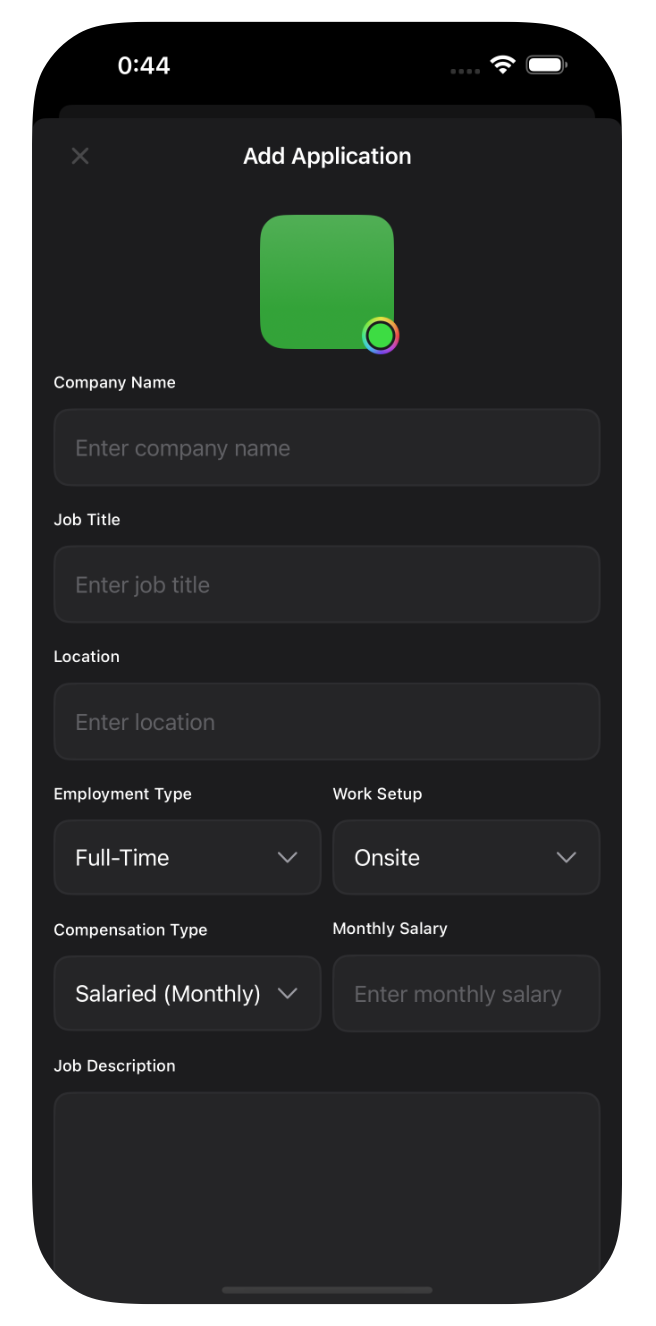 0:44
Add Application
Company Name
Enter company name
Job Title
Enter job title
Location
Enter location
Employment Type
Work Setup
Full-Time
Onsite
Compensation Type
Monthly Salary
Salaried (Monthly)
Enter monthly salary
Job Description